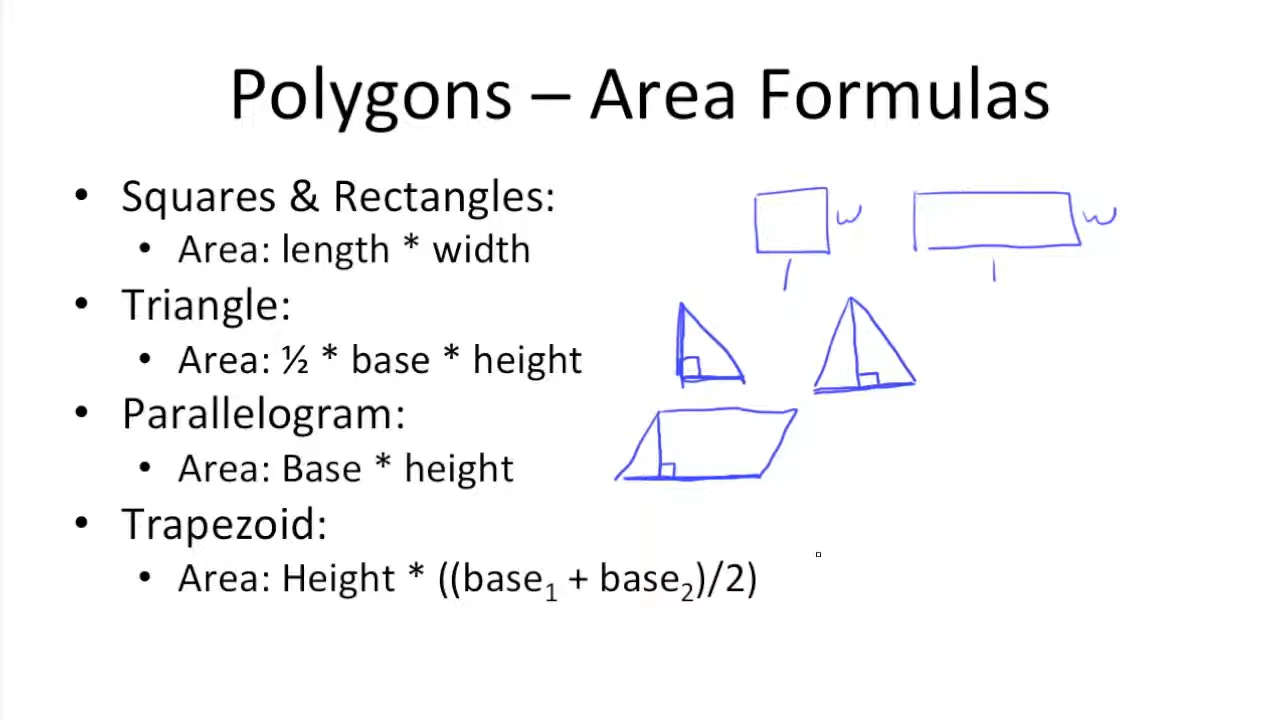 Polygons – Area Formulas
• Squares & Rectangles:
• Area: length * width
w
w
l
l
• Triangle:
• Area: ½ * base * height
• Parallelogram:
• Area: Base * height
• Trapezoid:
• Area: Height * ((base₁ + base₂)/2)